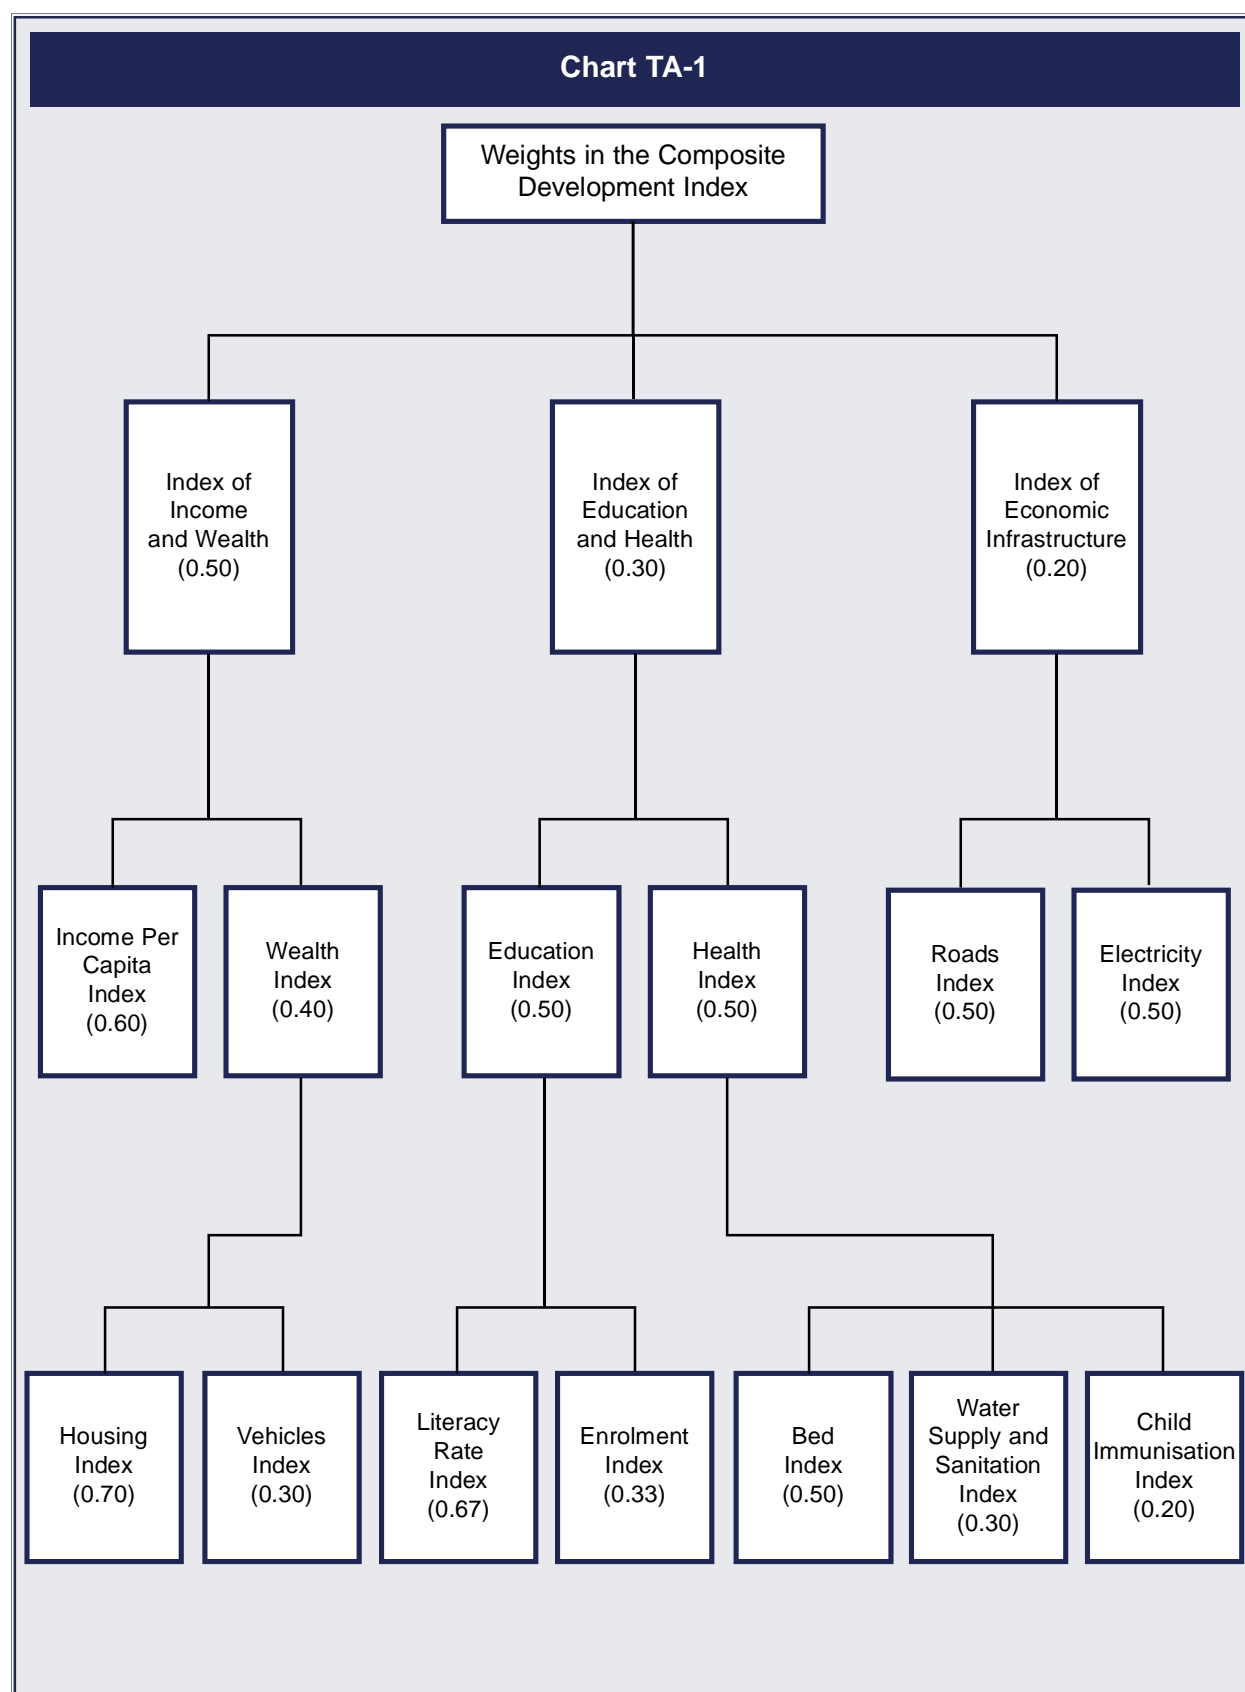 Chart TA-1
Weights in the Composite
Development Index
Index of
Income
and Wealth
(0.50)
Index of
Education
and Health
(0.30)
Index of
Economic
Infrastructure
(0.20)
Income Per
Capita
Index
(0.60)
Wealth
Index
(0.40)
Education
Index
(0.50)
Health
Index
(0.50)
Roads
Index
(0.50)
Electricity
Index
(0.50)
Housing
Index
(0.70)
Vehicles
Index
(0.30)
Literacy
Rate
Index
(0.67)
Enrolment
Index
(0.33)
Bed
Index
(0.50)
Water
Supply and
Sanitation
Index
(0.30)
Child
Immunisation
Index
(0.20)